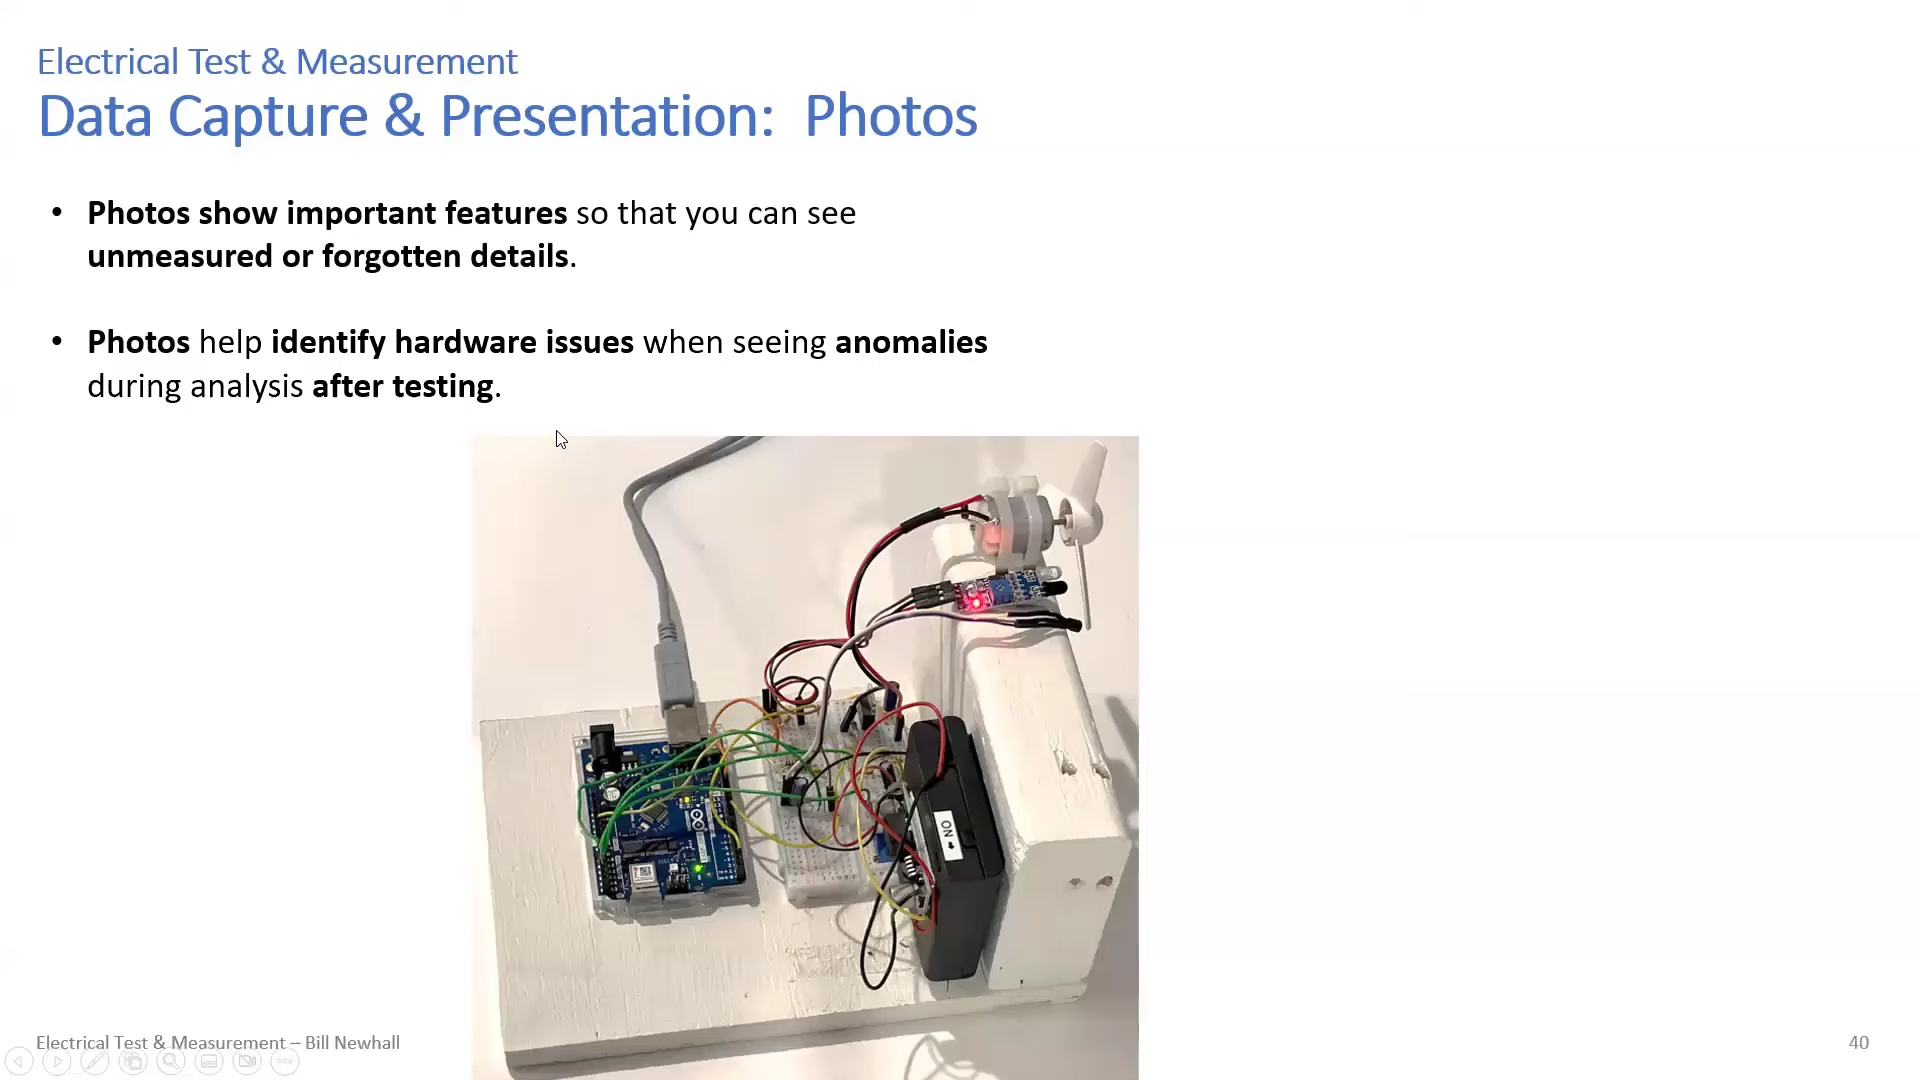 Electrical Test & Measurement
Data Capture & Presentation:  Photos
• Photos show important features so that you can see
unmeasured or forgotten details.
• Photos help identify hardware issues when seeing anomalies
during analysis after testing.
ON
Electrical Test & Measurement – Bill Newhall
40